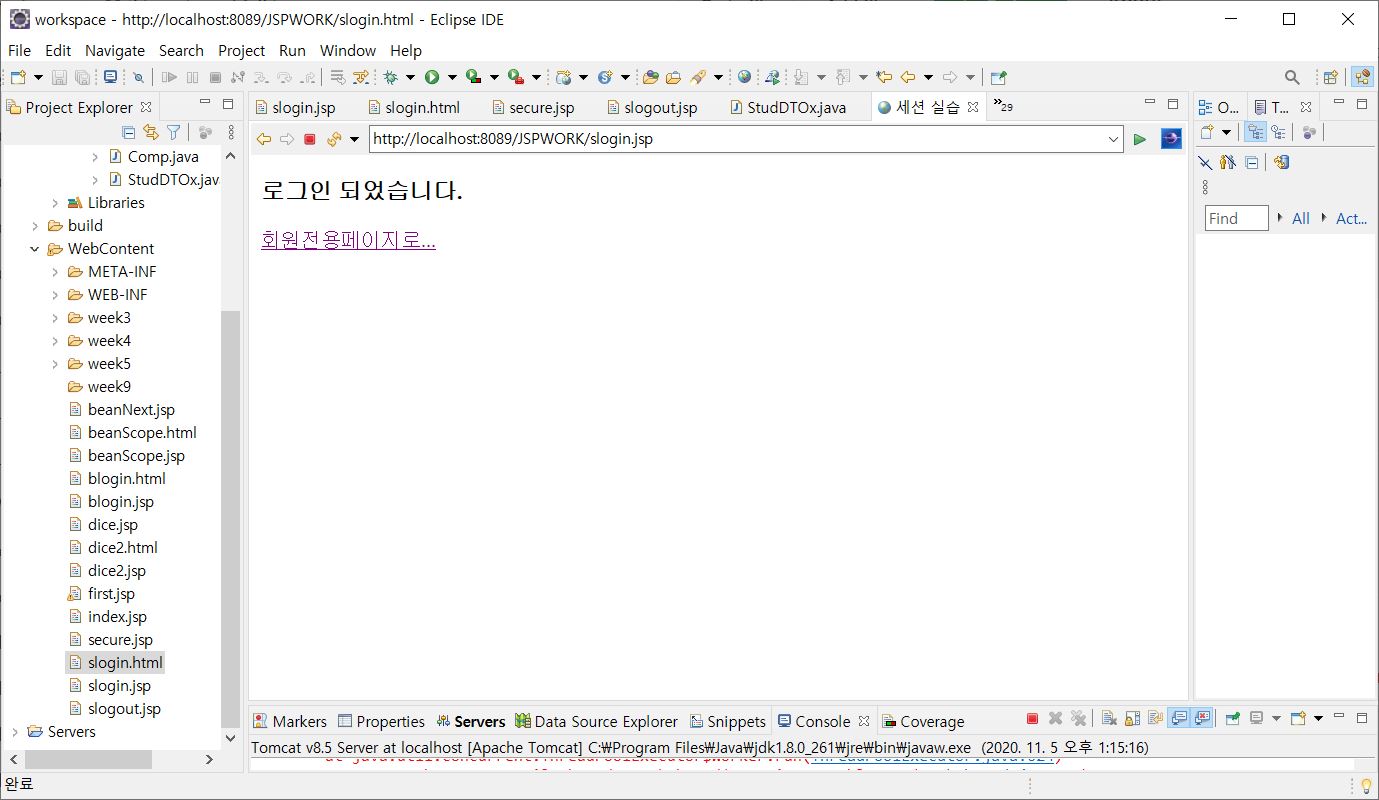 workspace - http://localhost:8089/JSPWORK/slogin.html - Eclipse IDE
File Edit Navigate Search Project Run Window Help
Project Explorer
slogin.jsp slogin.html secure.jsp slogout.jsp StudDTOx.java 세션 실습 »29
O... T...
http://localhost:8089/JSPWORK/slogin.jsp
Comp.java
StudDTOx.jav
Libraries
build
WebContent
META-INF
WEB-INF
week3
week4
week5
week9
beanNext.jsp
beanScope.html
beanScope.jsp
blogin.html
blogin.jsp
dice.jsp
dice2.html
dice2.jsp
first.jsp
index.jsp
secure.jsp
slogin.html
slogin.jsp
slogout.jsp
Servers
로그인 되었습니다.
회원전용페이지로...
Find All Act...
Markers Properties Servers Data Source Explorer Snippets Console Coverage
Tomcat v8.5 Server at localhost [Apache Tomcat] C:₩Program Files₩Java₩jdk1.8.0_261₩jre₩bin₩javaw.exe (2020. 11. 5 오후 1:15:16)
완료